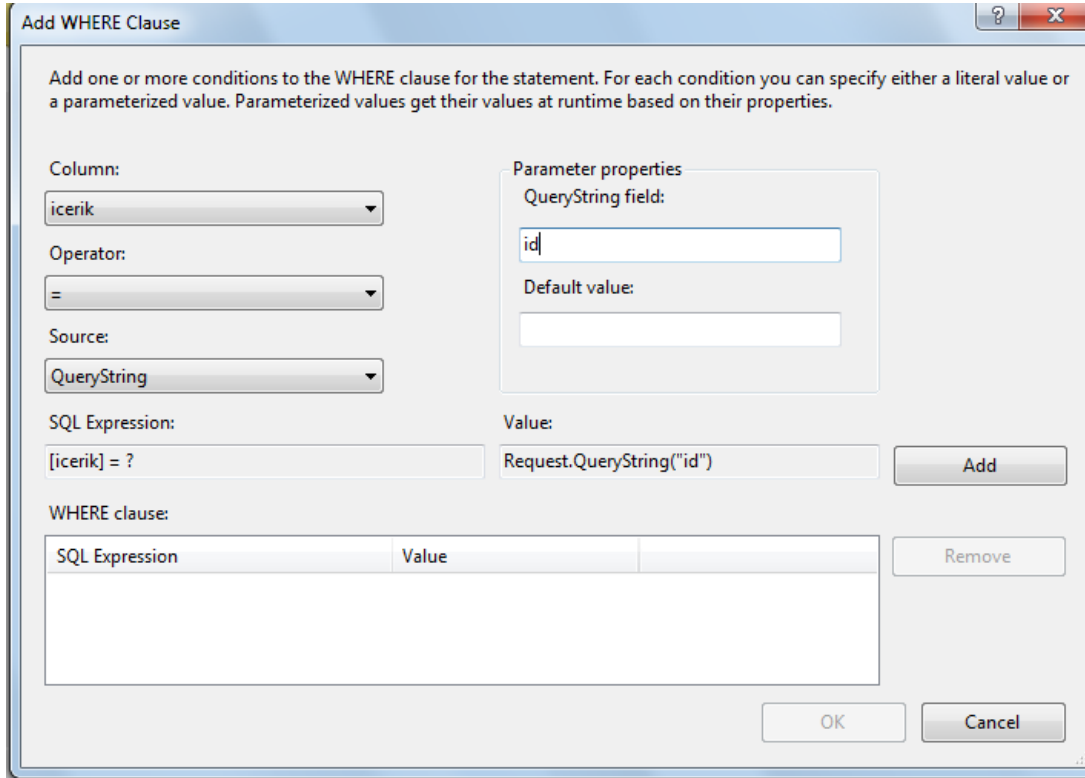 Add WHERE Clause
Add one or more conditions to the WHERE clause for the statement. For each condition you can specify either a literal value or
a parameterized value. Parameterized values get their values at runtime based on their properties.
Column:
icerik
Operator:
=
Source:
QueryString
Parameter properties
QueryString field:
id
Default value:
SQL Expression:
[icerik] = ?
Value:
Request.QueryString("id")
Add
WHERE clause:
SQL Expression
Value
Remove
OK
Cancel